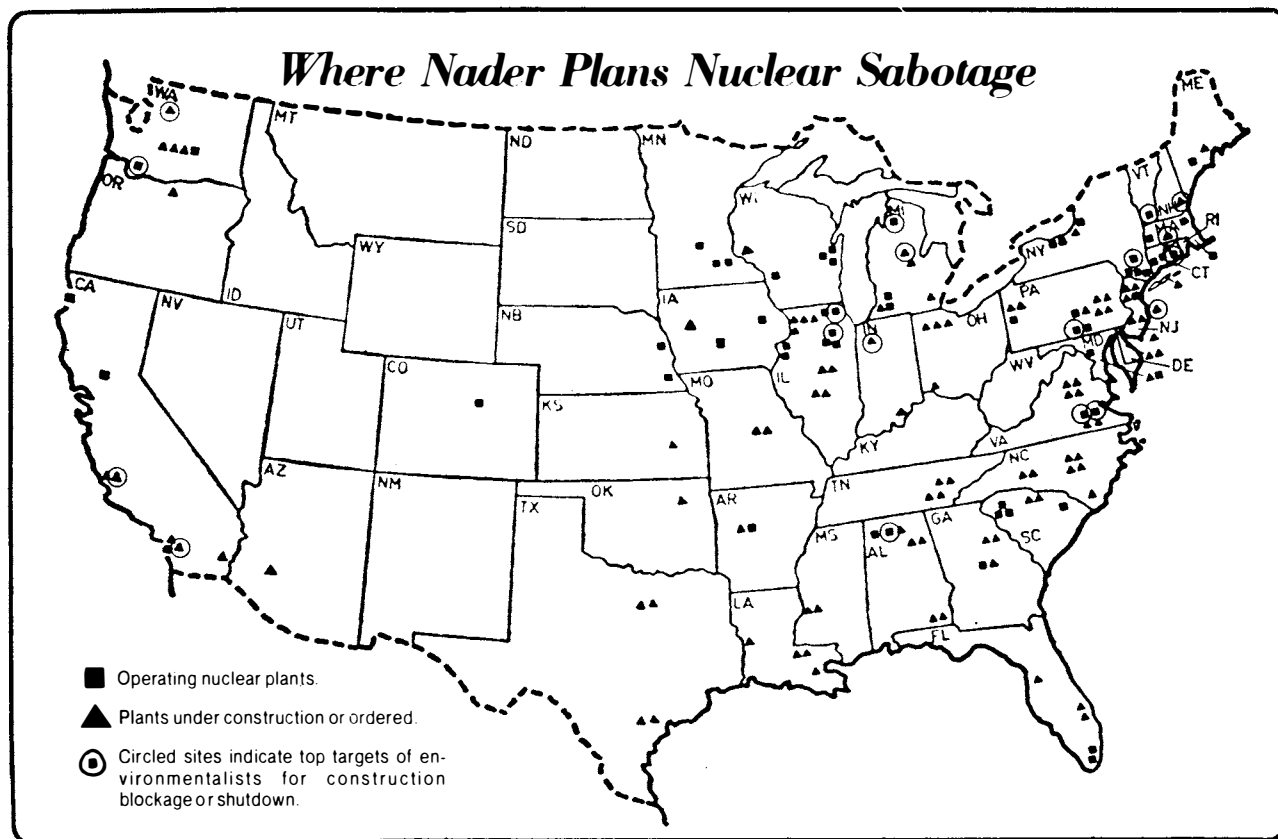 Where Nader Plans Nuclear Sabotage
WA
MT
ND
MN
ME
OR
VT
WI
MI
NH
MA
RI
SD
WY
NY
CT
CA
ID
IA
PA
NV
UT
NB
OH
NJ
IN
MD
CO
IL
WV
DE
MO
KS
KY
VA
AZ
NM
OK
TN
NC
TX
AR
MS
AL
GA
SC
LA
FL
Operating nuclear plants.
Plants under construction or ordered.
Circled sites indicate top targets of en-
vironmentalists for construction
blockage or shutdown.